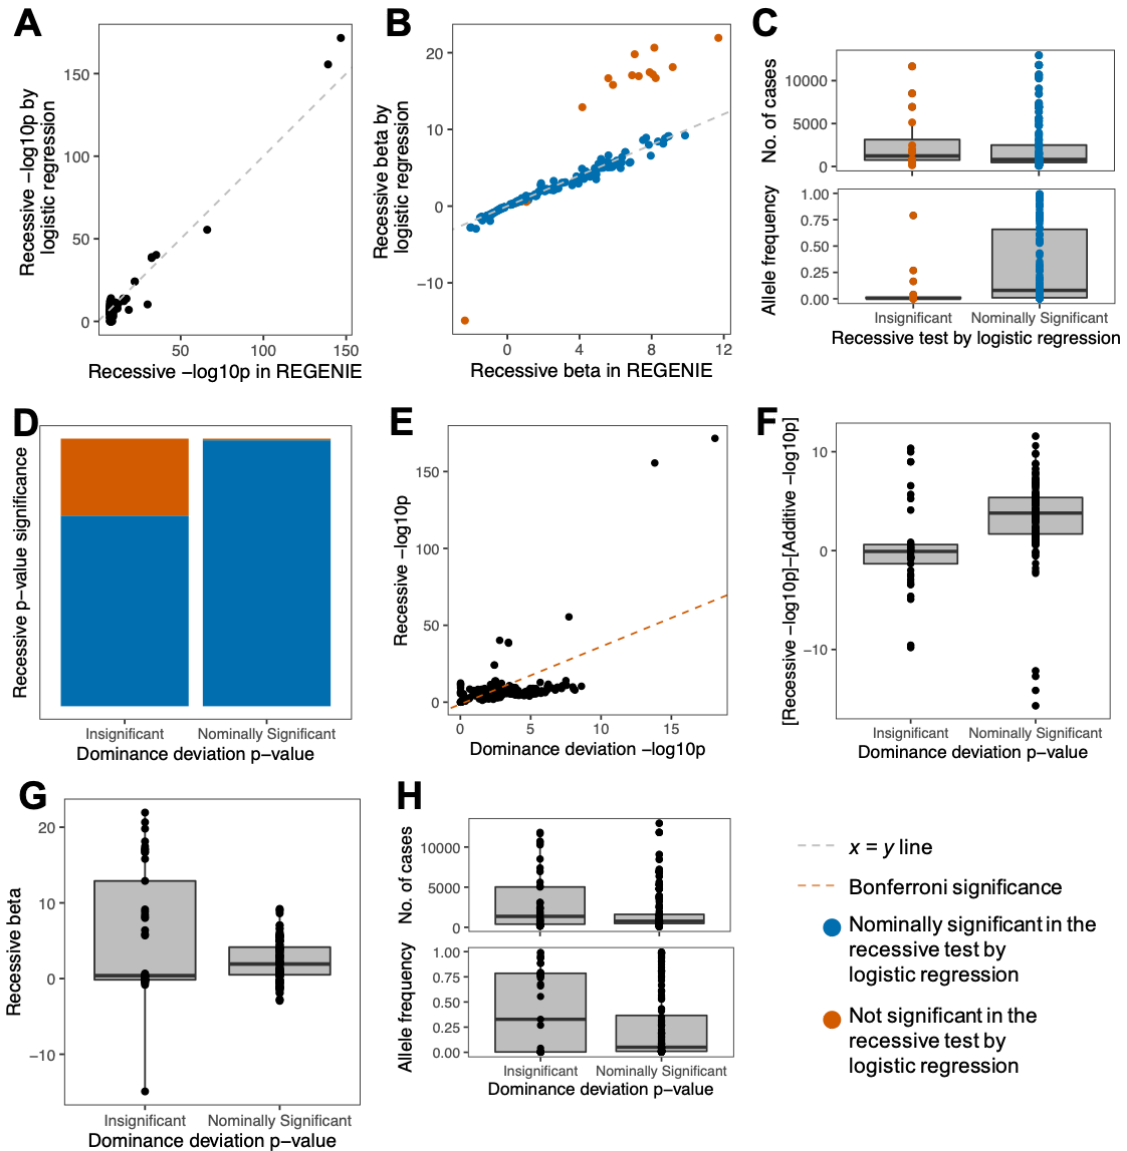 A
Recessive −log10p by
logistic regression
150
100
50
0
50
100
150
Recessive −log10p in REGENIE
B
Recessive beta by
logistic regression
20
10
0
−10
0
4
8
12
Recessive beta in REGENIE
C
No. of cases
10000
5000
0
Allele frequency
1.00
0.75
0.50
0.25
0.00
Insignificant
Nominally Significant
Recessive test by logistic regression
D
Recessive p−value significance
Insignificant
Nominally Significant
Dominance deviation p−value
E
Recessive −log10p
150
100
50
0
0
5
10
15
Dominance deviation −log10p
F
[Recessive −log10p]−[Additive −log10p]
10
0
−10
Insignificant
Nominally Significant
Dominance deviation p−value
G
Recessive beta
20
10
0
−10
Insignificant
Nominally Significant
Dominance deviation p−value
H
No. of cases
10000
5000
0
Allele frequency
1.00
0.75
0.50
0.25
0.00
Insignificant
Nominally Significant
Dominance deviation p−value
x = y line
Bonferroni significance
Nominally significant in the
recessive test by
logistic regression
Not significant in the
recessive test by
logistic regression